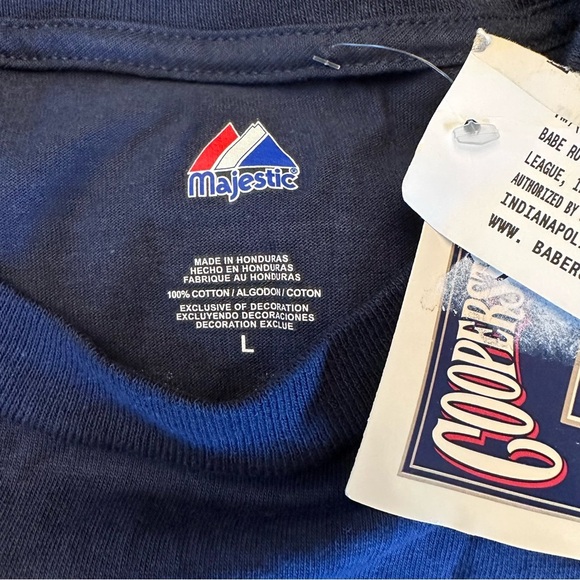 Majestic
MADE IN HONDURAS
HECHO EN HONDURAS
FABRIQUE AU HONDURAS
100% COTTON / ALGODON / COTON
EXCLUSIVE OF DECORATION
EXCLUYENDO DECORACIONES
DECORATION EXCLUE
L
BABE RU
LEAGUE, I
AUTHORIZED BY
INDIANAPOLI
WWW. BABER
COOPERS